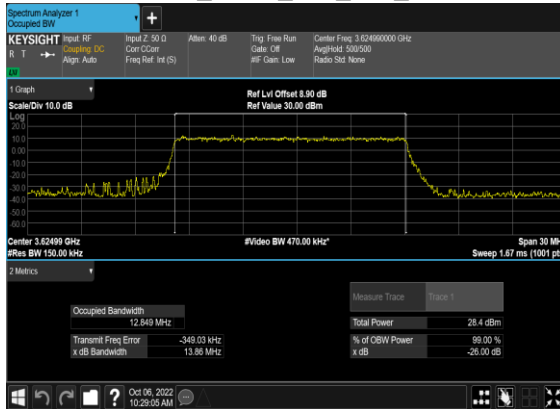 Spectrum Analyzer 1
Occupied BW
KEYSIGHT Input: RF Input Z: 50 Ω Atten: 40 dB Trig: Free Run Center Freq: 3.624990000 GHz
R T Coupling: DC Corr CCorr Gate: Off Avg|Hold: 500/500
Align: Auto Freq Ref: Int (S) #IF Gain: Low Radio Std: None
1 Graph
Ref Lvl Offset 8.90 dB
Scale/Div 10.0 dB Ref Value 30.00 dBm
Log
20.0
10.0
0.00
-10.0
-20.0
-30.0
-40.0
-50.0
-60.0
Center 3.62499 GHz #Video BW 470.00 kHz* Span 30 MH
#Res BW 150.00 kHz Sweep 1.67 ms (1001 pt
2 Metrics
Measure Trace Trace 1
Occupied Bandwidth
12.849 MHz Total Power 28.4 dBm
Transmit Freq Error -349.03 kHz % of OBW Power 99.00 %
x dB Bandwidth 13.86 MHz x dB -26.00 dB
Oct 06, 2022
10:29:05 AM